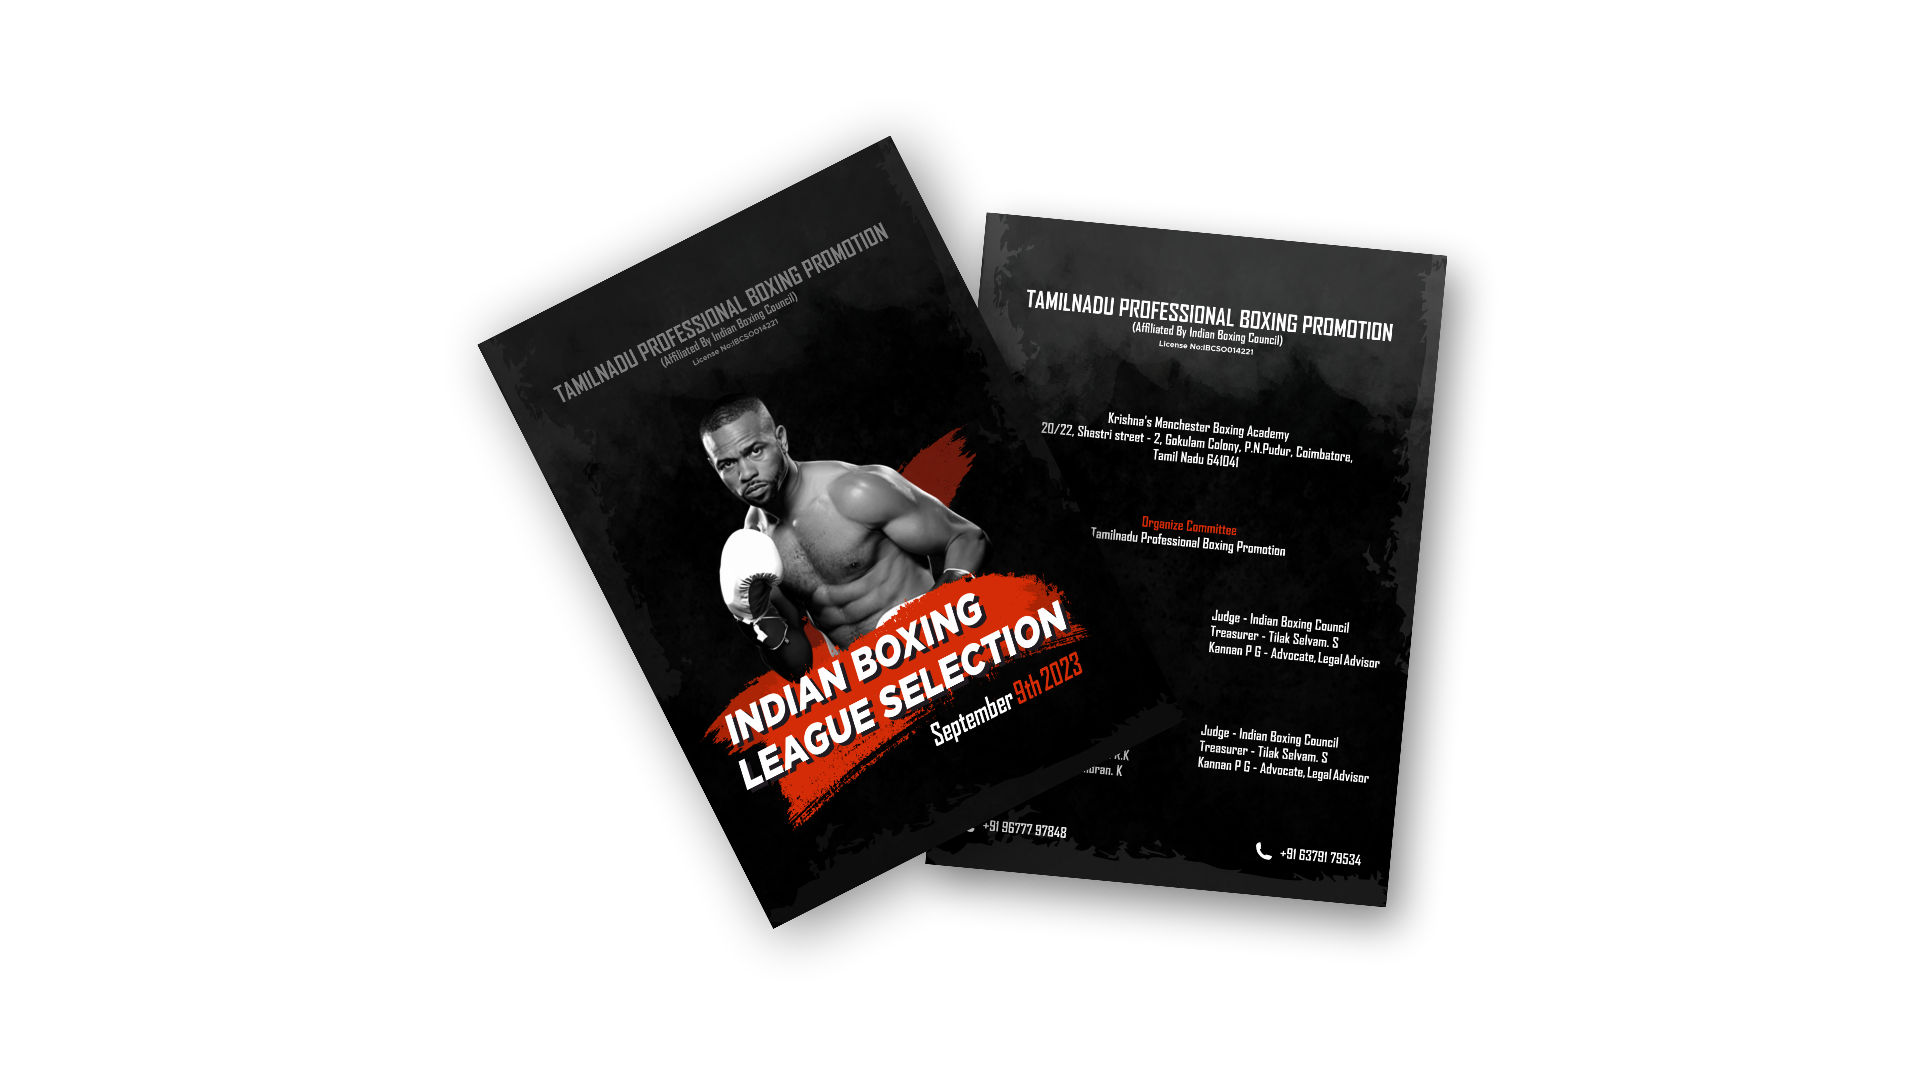 TAMILNADU PROFESSIONAL BOXING PROMOTION
(Affiliated By Indian Boxing Council)
License No:IBCSO014221
INDIAN BOXING
LEAGUE SELECTION
September 9th 2023
TAMILNADU PROFESSIONAL BOXING PROMOTION
(Affiliated By Indian Boxing Council)
License No:IBCSO014221
Krishna's Manchester Boxing Academy
20/22, Shastri street - 2, Gokulam Colony, P.N.Pudur, Coimbatore,
Tamil Nadu 641041
Organize Committee
Tamilnadu Professional Boxing Promotion
Judge - Indian Boxing Council
Treasurer - Tilak Selvam. S
Kannan P G - Advocate, Legal Advisor
Judge - Indian Boxing Council
Treasurer - Tilak Selvam. S
Kannan P G - Advocate, Legal Advisor
K
+91 96777 97848
+91 63791 79534